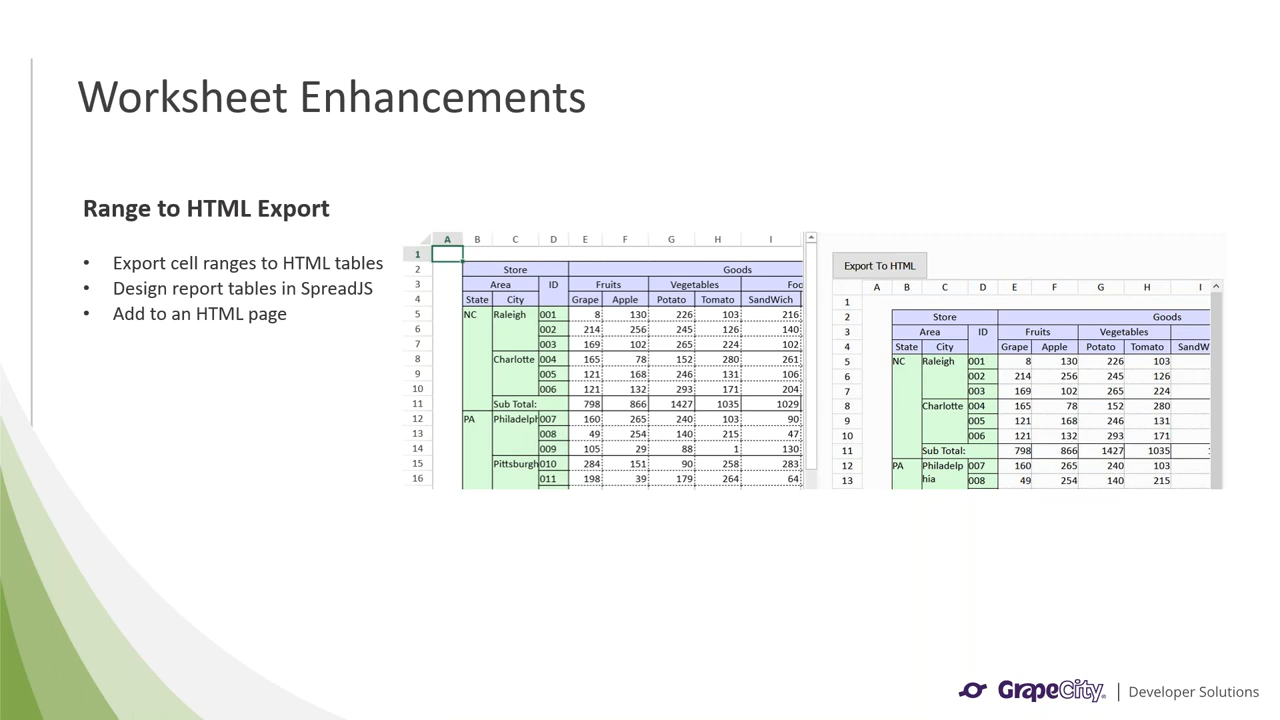 Worksheet Enhancements
Range to HTML Export
• Export cell ranges to HTML tables
• Design report tables in SpreadJS
• Add to an HTML page
A B C D E F G H I
1
2 Store Goods
3 Area ID Fruits Vegetables Foo
4 State City Grape Apple Potato Tomato SandWich
5 NC Raleigh 001 8 130 226 103 216
6 002 214 256 245 126 140
7 003 169 102 265 224 102
8 Charlotte 004 165 78 152 280 261
9 005 121 168 246 131 106
10 006 121 132 293 171 204
11 Sub Total: 798 866 1427 1035 1029
12 PA Philadelph 007 160 265 240 103 90
13 008 49 254 140 215 47
14 009 105 29 88 1 130
15 Pittsburgh 010 284 151 90 258 283
16 011 198 39 179 264 64
Export To HTML
A B C D E F G H I
1
2 Store Goods
3 Area ID Fruits Vegetables
4 State City Grape Apple Potato Tomato SandW
5 NC Raleigh 001 8 130 226 103
6 002 214 256 245 126
7 003 169 102 265 224
8 Charlotte 004 165 78 152 280
9 005 121 168 246 131
10 006 121 132 293 171
11 Sub Total: 798 866 1427 1035
12 PA Philadelp 007 160 265 240 103
13 hia 008 49 254 140 215
GrapeCity | Developer Solutions